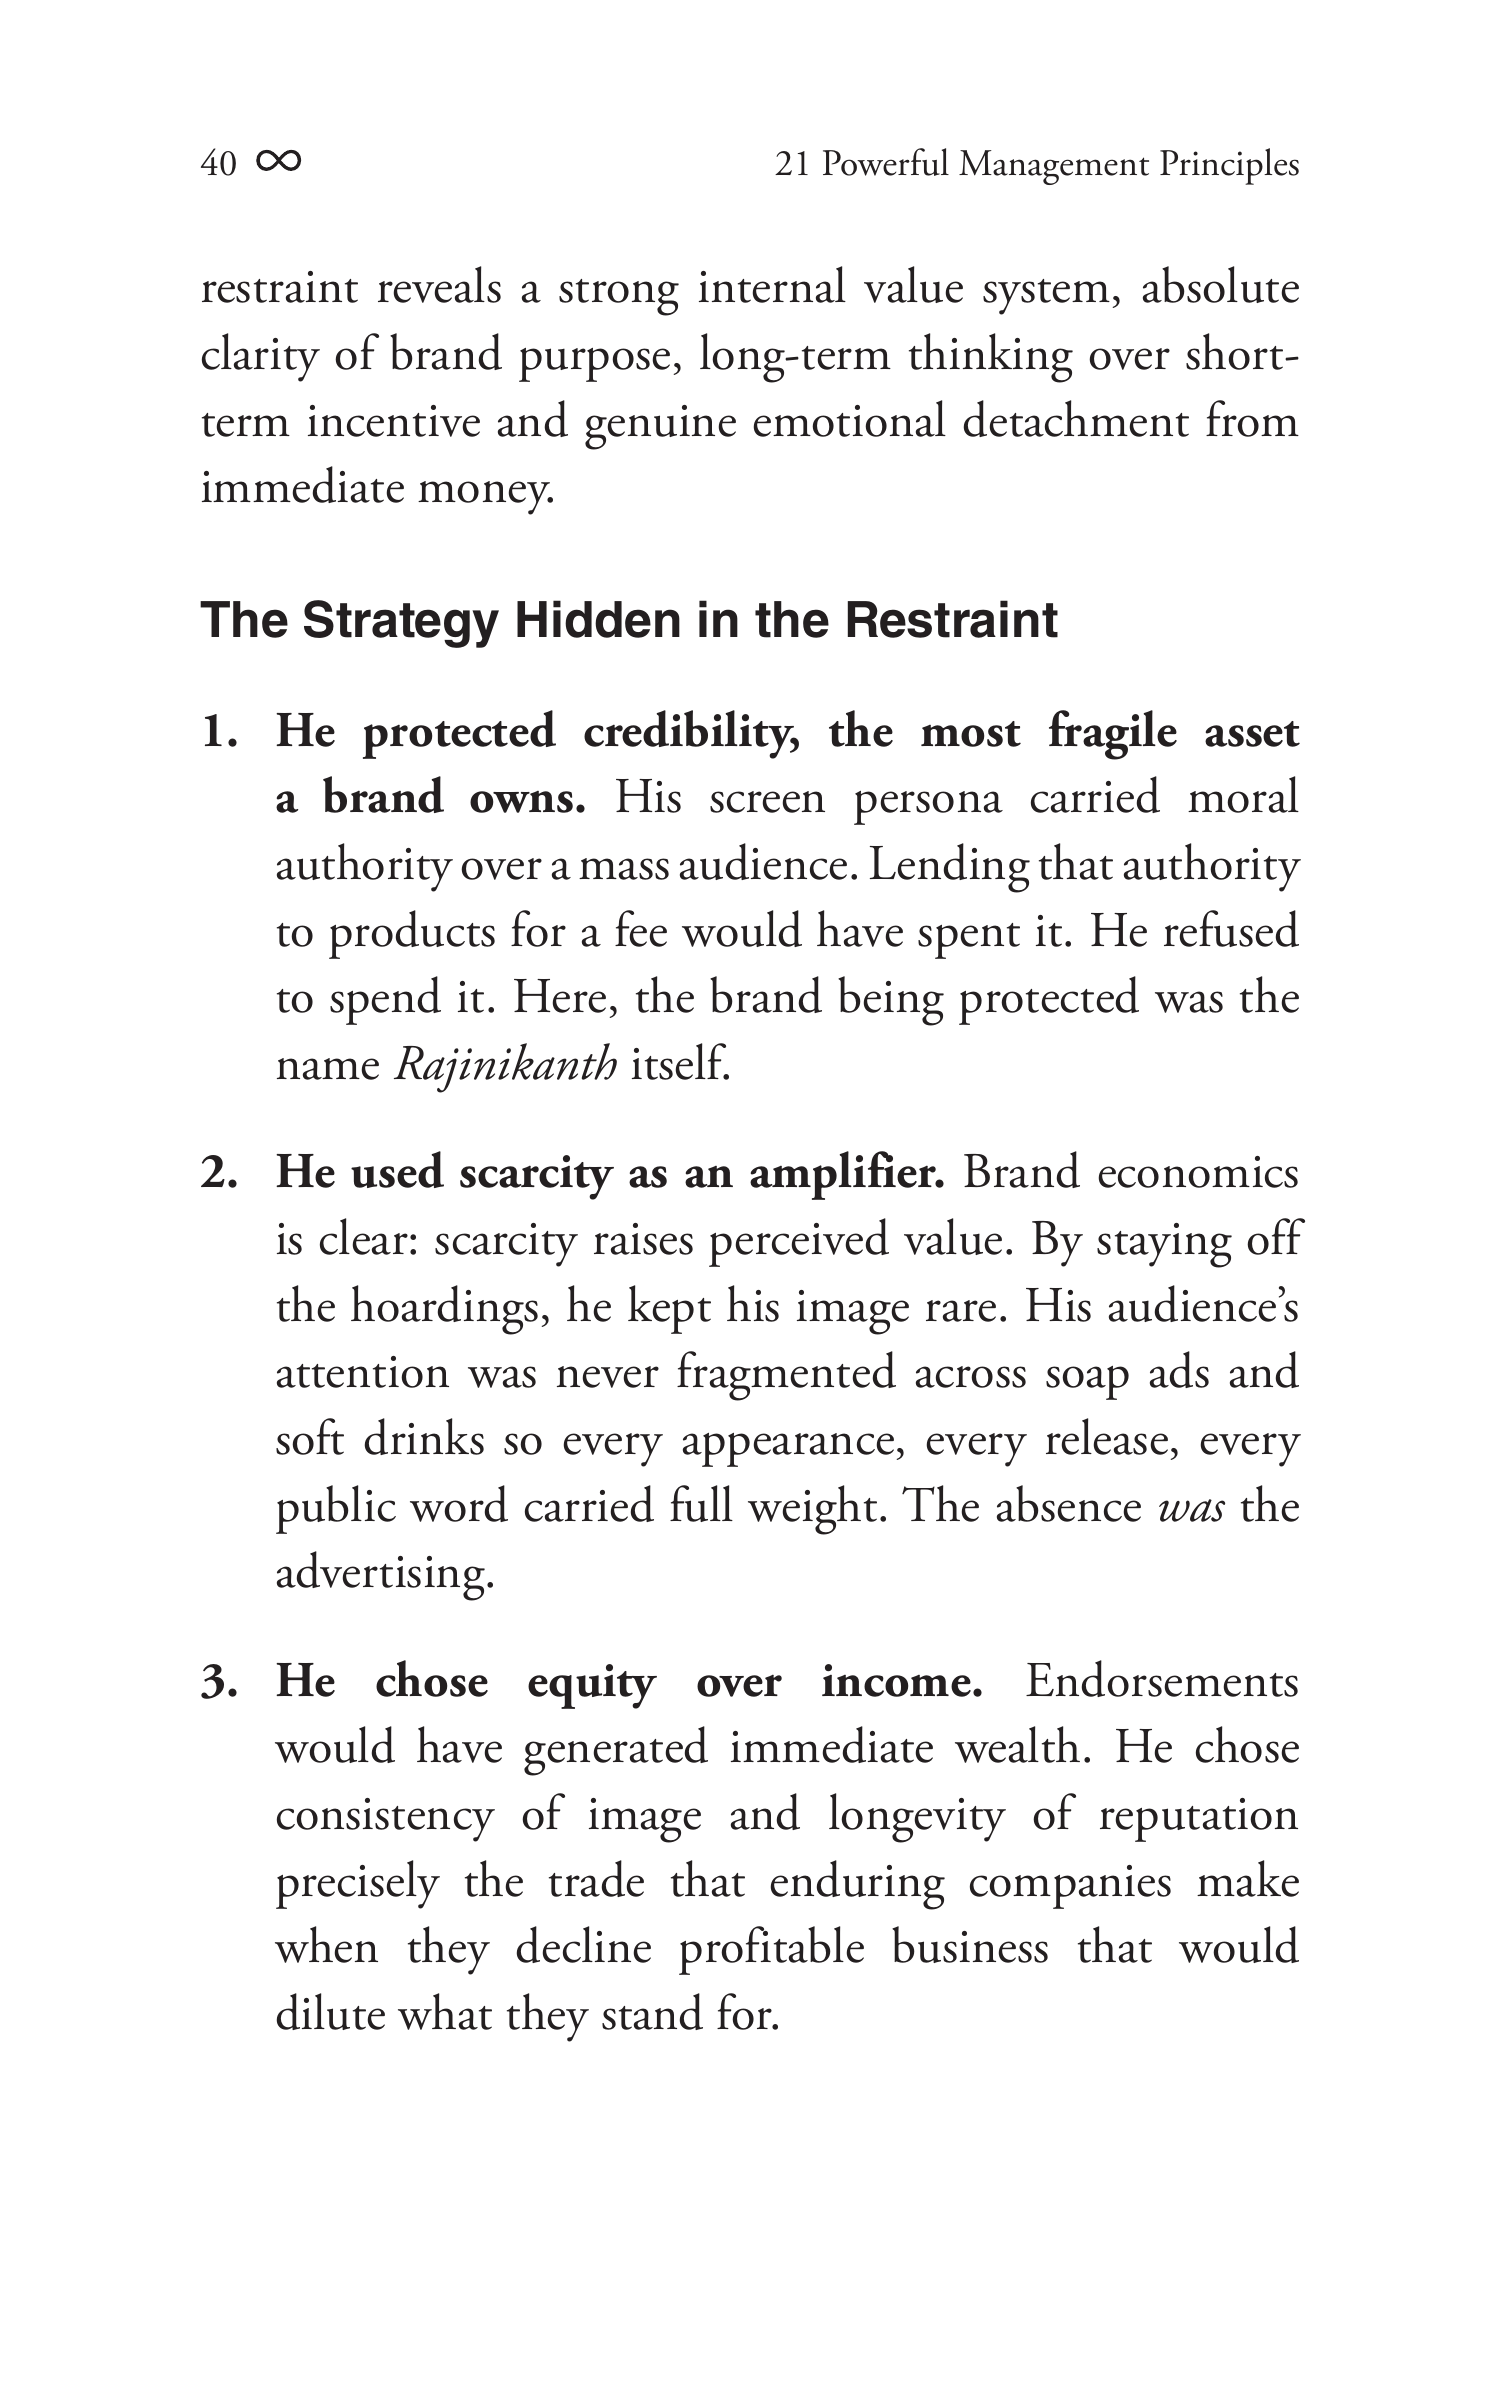 40 ∞ 21 Powerful Management Principles
restraint reveals a strong internal value system, absolute
clarity of brand purpose, long-term thinking over short-
term incentive and genuine emotional detachment from
immediate money.
The Strategy Hidden in the Restraint
1. He protected credibility, the most fragile asset
a brand owns. His screen persona carried moral
authority over a mass audience. Lending that authority
to products for a fee would have spent it. He refused
to spend it. Here, the brand being protected was the
name Rajinikanth itself.
2. He used scarcity as an amplifier. Brand economics
is clear: scarcity raises perceived value. By staying off
the hoardings, he kept his image rare. His audience’s
attention was never fragmented across soap ads and
soft drinks so every appearance, every release, every
public word carried full weight. The absence was the
advertising.
3. He chose equity over income. Endorsements
would have generated immediate wealth. He chose
consistency of image and longevity of reputation
precisely the trade that enduring companies make
when they decline profitable business that would
dilute what they stand for.